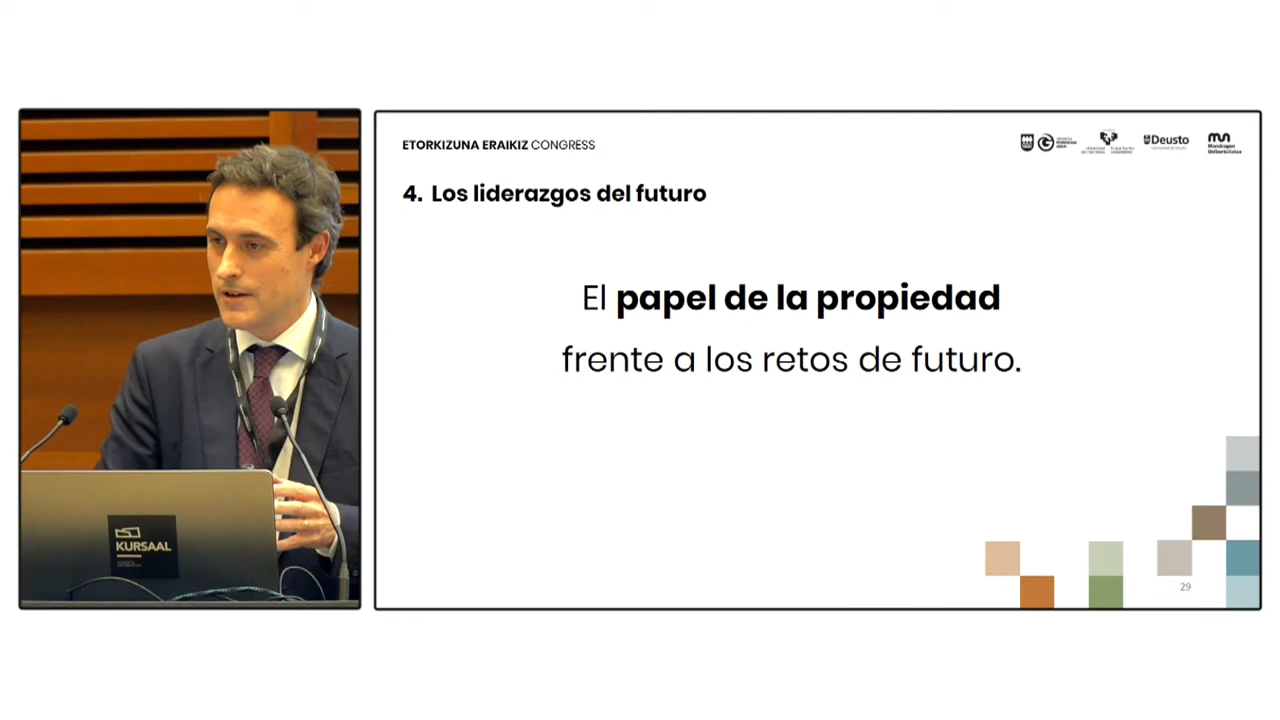 ETORKIZUNA ERAIKIZ CONGRESS
Deusto
4. Los liderazgos del futuro
El papel de la propiedad
frente a los retos de futuro.
KURSAAL
29